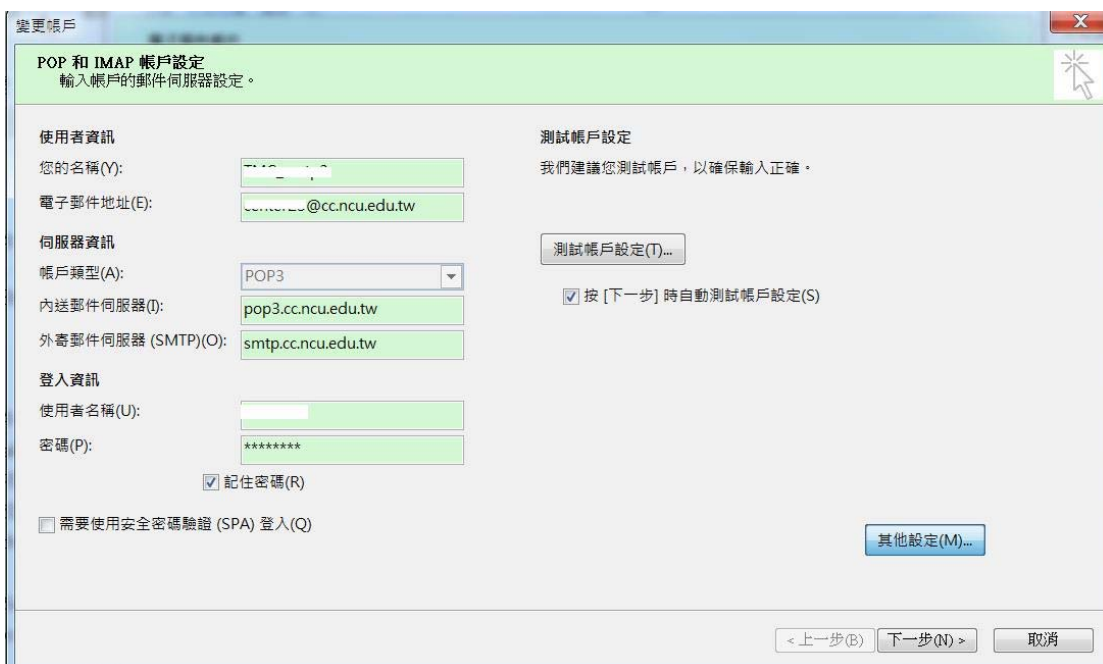 變更帳戶
POP 和 IMAP 帳戶設定
輸入帳戶的郵件伺服器設定。
使用者資訊
您的名稱(Y):
電子郵件地址(E):
@cc.ncu.edu.tw
伺服器資訊
帳戶類型(A):
POP3
內送郵件伺服器(I):
pop3.cc.ncu.edu.tw
外寄郵件伺服器 (SMTP)(O):
smtp.cc.ncu.edu.tw
登入資訊
使用者名稱(U):
密碼(P):
********
記住密碼(R)
需要使用安全密碼驗證 (SPA) 登入(Q)
測試帳戶設定
我們建議您測試帳戶，以確保輸入正確。
測試帳戶設定(T)...
按 [下一步] 時自動測試帳戶設定(S)
其他設定(M)...
< 上一步(B)
下一步(N) >
取消